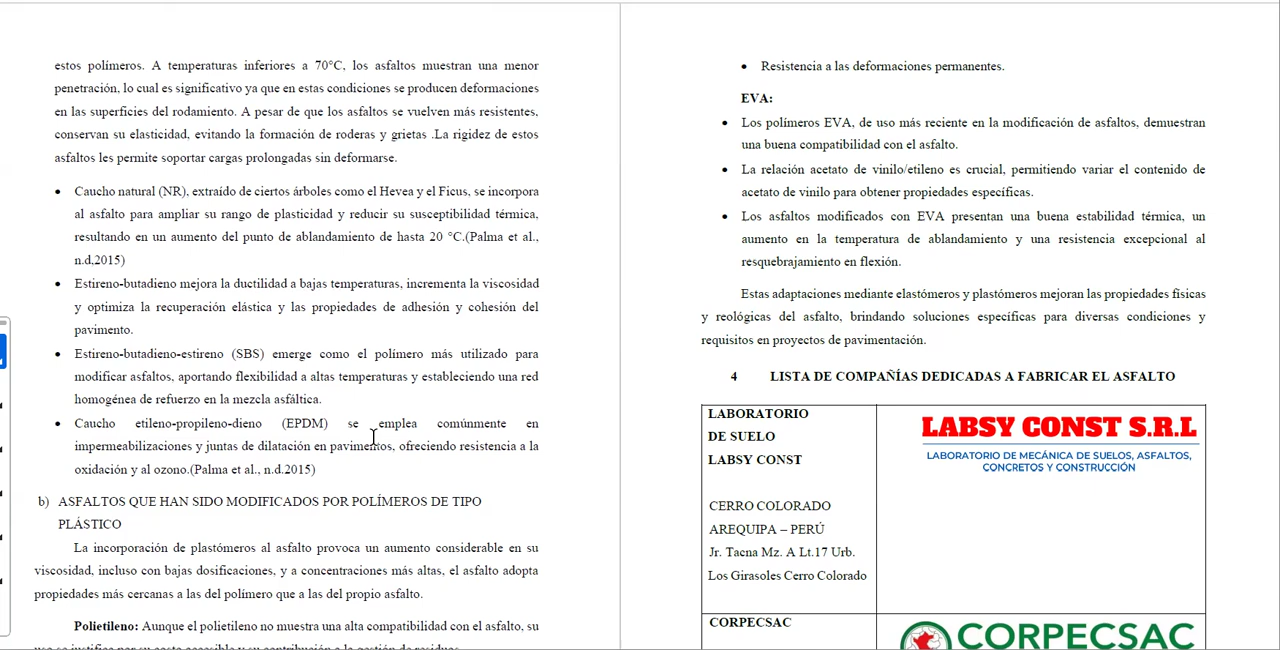 estos polímeros. A temperaturas inferiores a 70°C, los asfaltos muestran una menor
penetración, lo cual es significativo ya que en estas condiciones se producen deformaciones
en las superficies del rodamiento. A pesar de que los asfaltos se vuelven más resistentes,
conservan su elasticidad, evitando la formación de roderas y grietas .La rigidez de estos
asfaltos les permite soportar cargas prolongadas sin deformarse.
• Caucho natural (NR), extraído de ciertos árboles como el Hevea y el Ficus, se incorpora
al asfalto para ampliar su rango de plasticidad y reducir su susceptibilidad térmica,
resultando en un aumento del punto de ablandamiento de hasta 20 °C.(Palma et al.,
n.d,2015)
• Estireno-butadieno mejora la ductilidad a bajas temperaturas, incrementa la viscosidad
y optimiza la recuperación elástica y las propiedades de adhesión y cohesión del
pavimento.
• Estireno-butadieno-estireno (SBS) emerge como el polímero más utilizado para
modificar asfaltos, aportando flexibilidad a altas temperaturas y estableciendo una red
homogénea de refuerzo en la mezcla asfáltica.
• Caucho etileno-propileno-dieno (EPDM) se emplea comúnmente en
impermeabilizaciones y juntas de dilatación en pavimentos, ofreciendo resistencia a la
oxidación y al ozono.(Palma et al., n.d.2015)
b) ASFALTOS QUE HAN SIDO MODIFICADOS POR POLÍMEROS DE TIPO
PLÁSTICO
La incorporación de plastómeros al asfalto provoca un aumento considerable en su
viscosidad, incluso con bajas dosificaciones, y a concentraciones más altas, el asfalto adopta
propiedades más cercanas a las del polímero que a las del propio asfalto.
Polietileno: Aunque el polietileno no muestra una alta compatibilidad con el asfalto, su
uso se justifica por su costo accesible y su contribución a la gestión de residuos.
• Resistencia a las deformaciones permanentes.
EVA:
• Los polímeros EVA, de uso más reciente en la modificación de asfaltos, demuestran
una buena compatibilidad con el asfalto.
• La relación acetato de vinilo/etileno es crucial, permitiendo variar el contenido de
acetato de vinilo para obtener propiedades específicas.
• Los asfaltos modificados con EVA presentan una buena estabilidad térmica, un
aumento en la temperatura de ablandamiento y una resistencia excepcional al
resquebrajamiento en flexión.
Estas adaptaciones mediante elastómeros y plastómeros mejoran las propiedades físicas
y reológicas del asfalto, brindando soluciones específicas para diversas condiciones y
requisitos en proyectos de pavimentación.
4 LISTA DE COMPAÑÍAS DEDICADAS A FABRICAR EL ASFALTO
LABORATORIO
DE SUELO
LABSY CONST
CERRO COLORADO
AREQUIPA – PERÚ
Jr. Tacna Mz. A Lt.17 Urb.
Los Girasoles Cerro Colorado
LABSY CONST S.R.L
LABORATORIO DE MECÁNICA DE SUELOS, ASFALTOS,
CONCRETOS Y CONSTRUCCIÓN
CORPECSAC
CORPECSAC